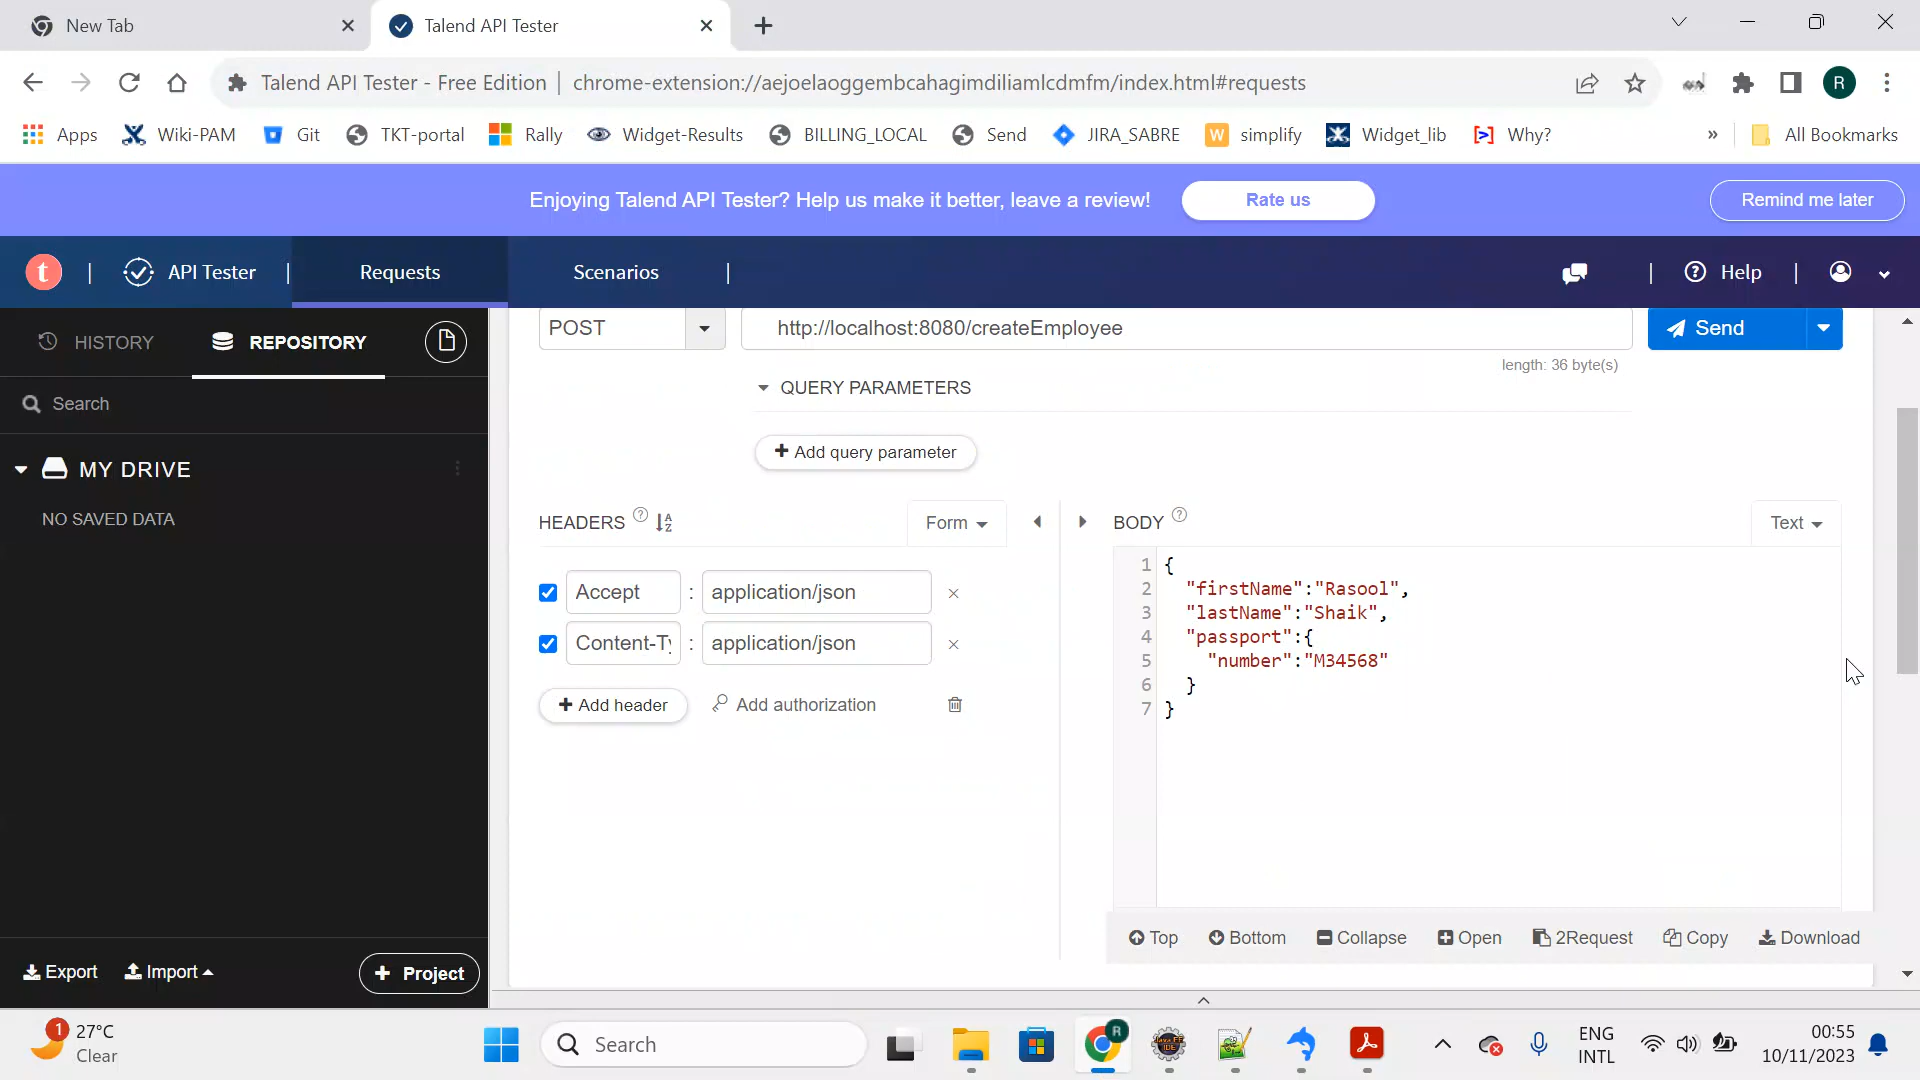 New Tab
Talend API Tester
Talend API Tester - Free Edition | chrome-extension://aejoelaoggembcahagimdiliamlcdmfm/index.html#requests
R
Apps Wiki-PAM Git TKT-portal Rally Widget-Results BILLING_LOCAL Send JIRA_SABRE W simplify Widget_lib Why? » All Bookmarks
Enjoying Talend API Tester? Help us make it better, leave a review! Rate us Remind me later
t | API Tester | Requests Scenarios | | Help |
HISTORY REPOSITORY
Search
MY DRIVE
NO SAVED DATA
Export Import + Project
POST http://localhost:8080/createEmployee Send
length: 36 byte(s)
QUERY PARAMETERS
+ Add query parameter
HEADERS ? Form
Accept : application/json ×
Content-Ty : application/json ×
+ Add header Add authorization
BODY ? Text
1 {
2 "firstName":"Rasool",
3 "lastName":"Shaik",
4 "passport":{
5 "number":"M34568"
6 }
7 }
Top Bottom Collapse Open 2Request Copy Download
1 27°C
Clear
Search
R
ENG
INTL
00:55
10/11/2023